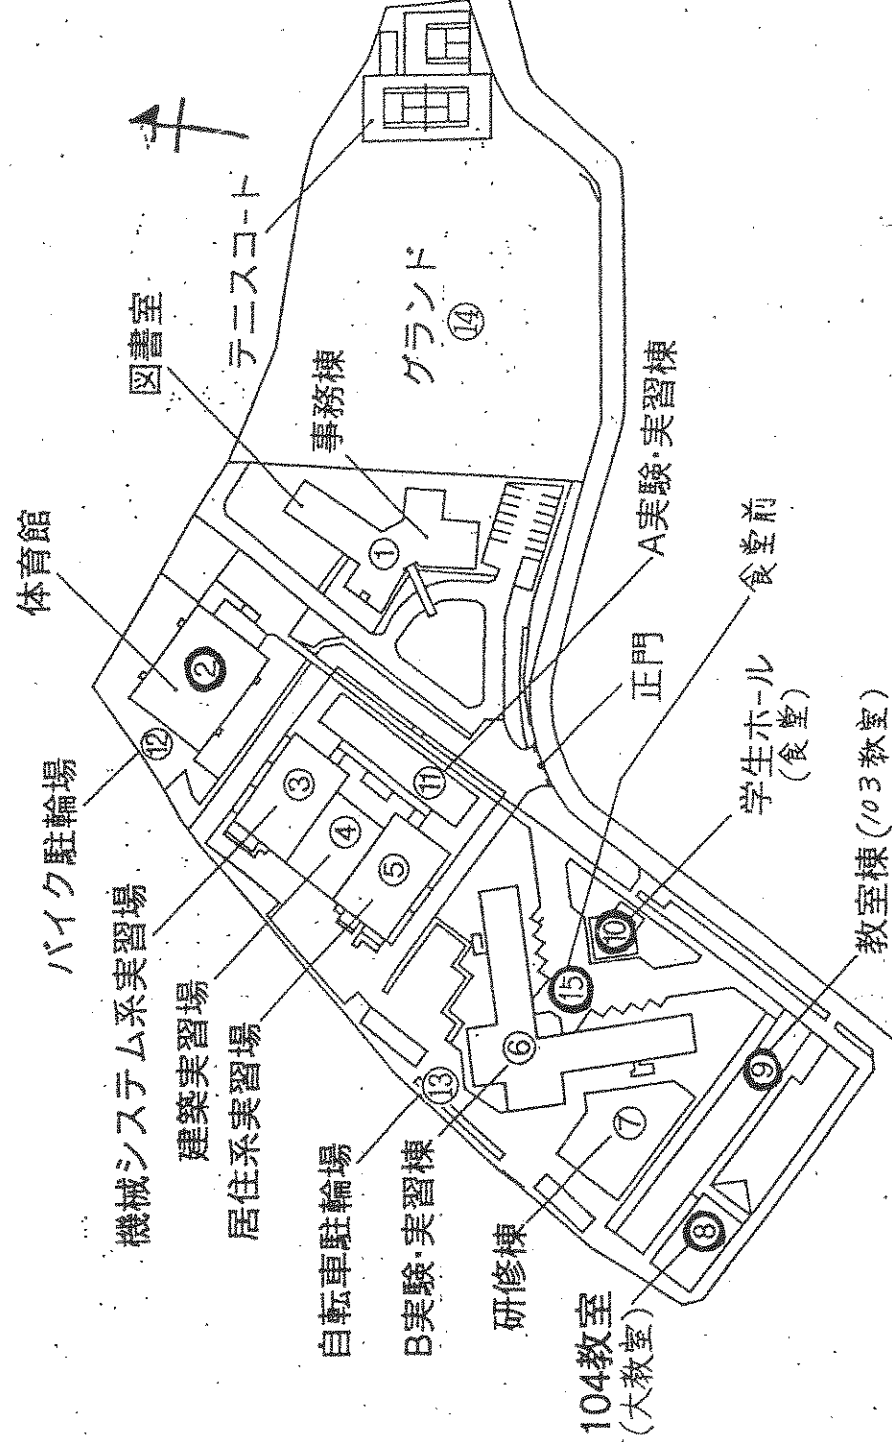 体育館
図書室
テニスコート
バイク駐輪場
機械システム系実習場
建築実習場
居住系実習場
自転車駐輪場
B実験・実習棟
研修棟
104教室
(大教室)
事務棟
グランド
⑭
①
②
⑫
③
④
⑤
⑪
⑬
⑥
⑮
⑩
⑦
⑨
⑧
A実験・実習棟
食堂前
正門
学生ホール
(食堂)
教室棟(103教室)